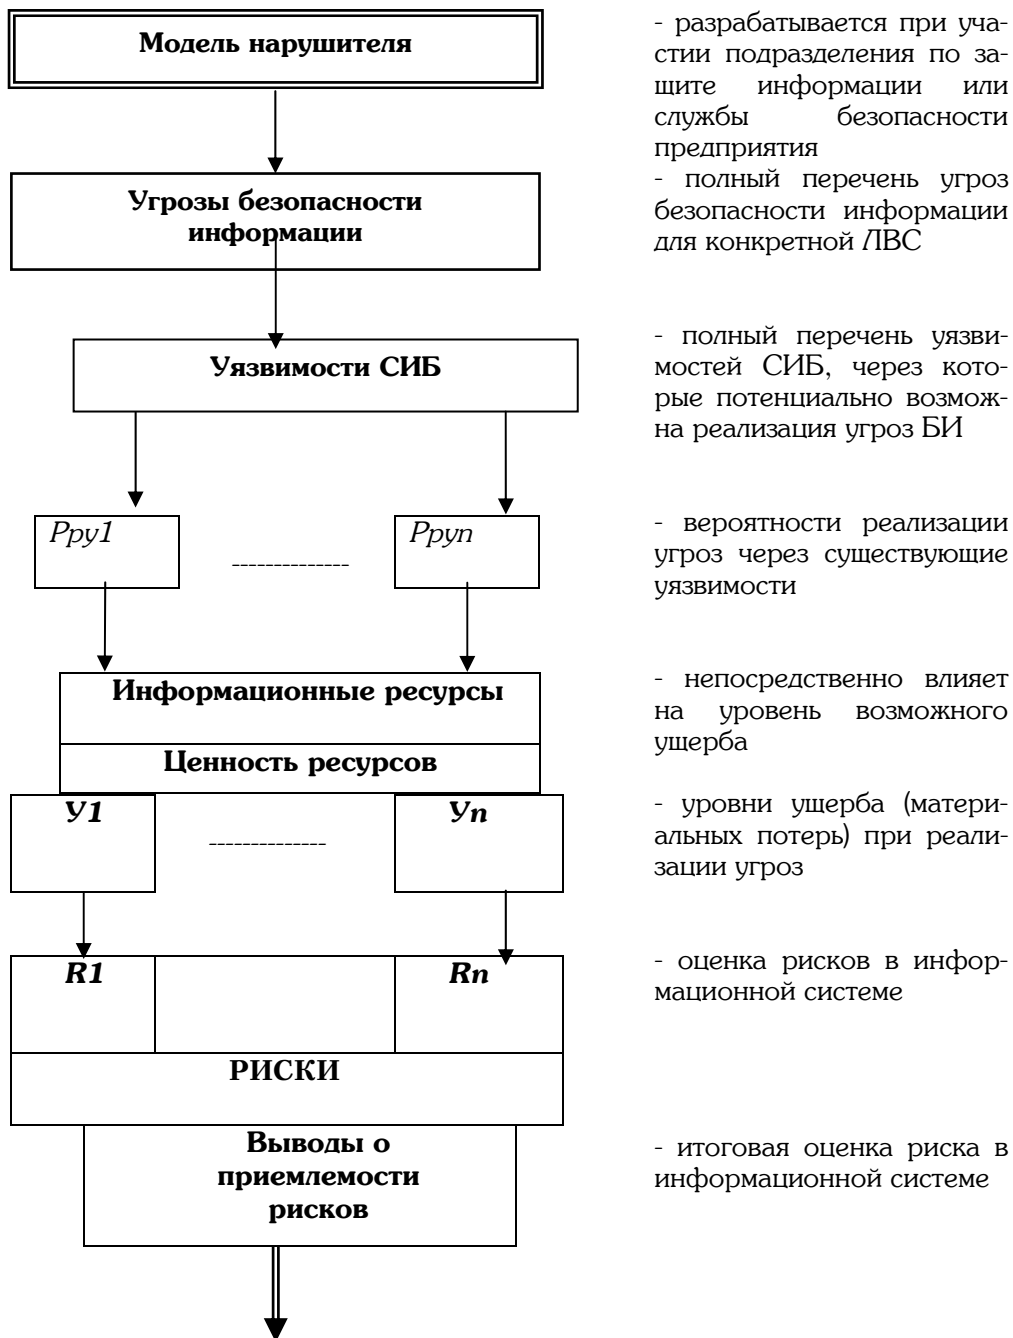 Модель нарушителя
- разрабатывается при уча-
стии подразделения по за-
щите информации или
службы безопасности
предприятия
Угрозы безопасности
информации
- полный перечень угроз
безопасности информации
для конкретной ЛВС
Уязвимости СИБ
- полный перечень уязви-
мостей СИБ, через кото-
рые потенциально возмож-
на реализация угроз БИ
Рру1
--------------
Рруn
- вероятности реализации
угроз через существующие
уязвимости
Информационные ресурсы
Ценность ресурсов
- непосредственно влияет
на уровень возможного
ущерба
У1
--------------
Уn
- уровни ущерба (матери-
альных потерь) при реали-
зации угроз
R1
Rn
- оценка рисков в инфор-
мационной системе
РИСКИ
Выводы о
приемлемости
рисков
- итоговая оценка риска в
информационной системе